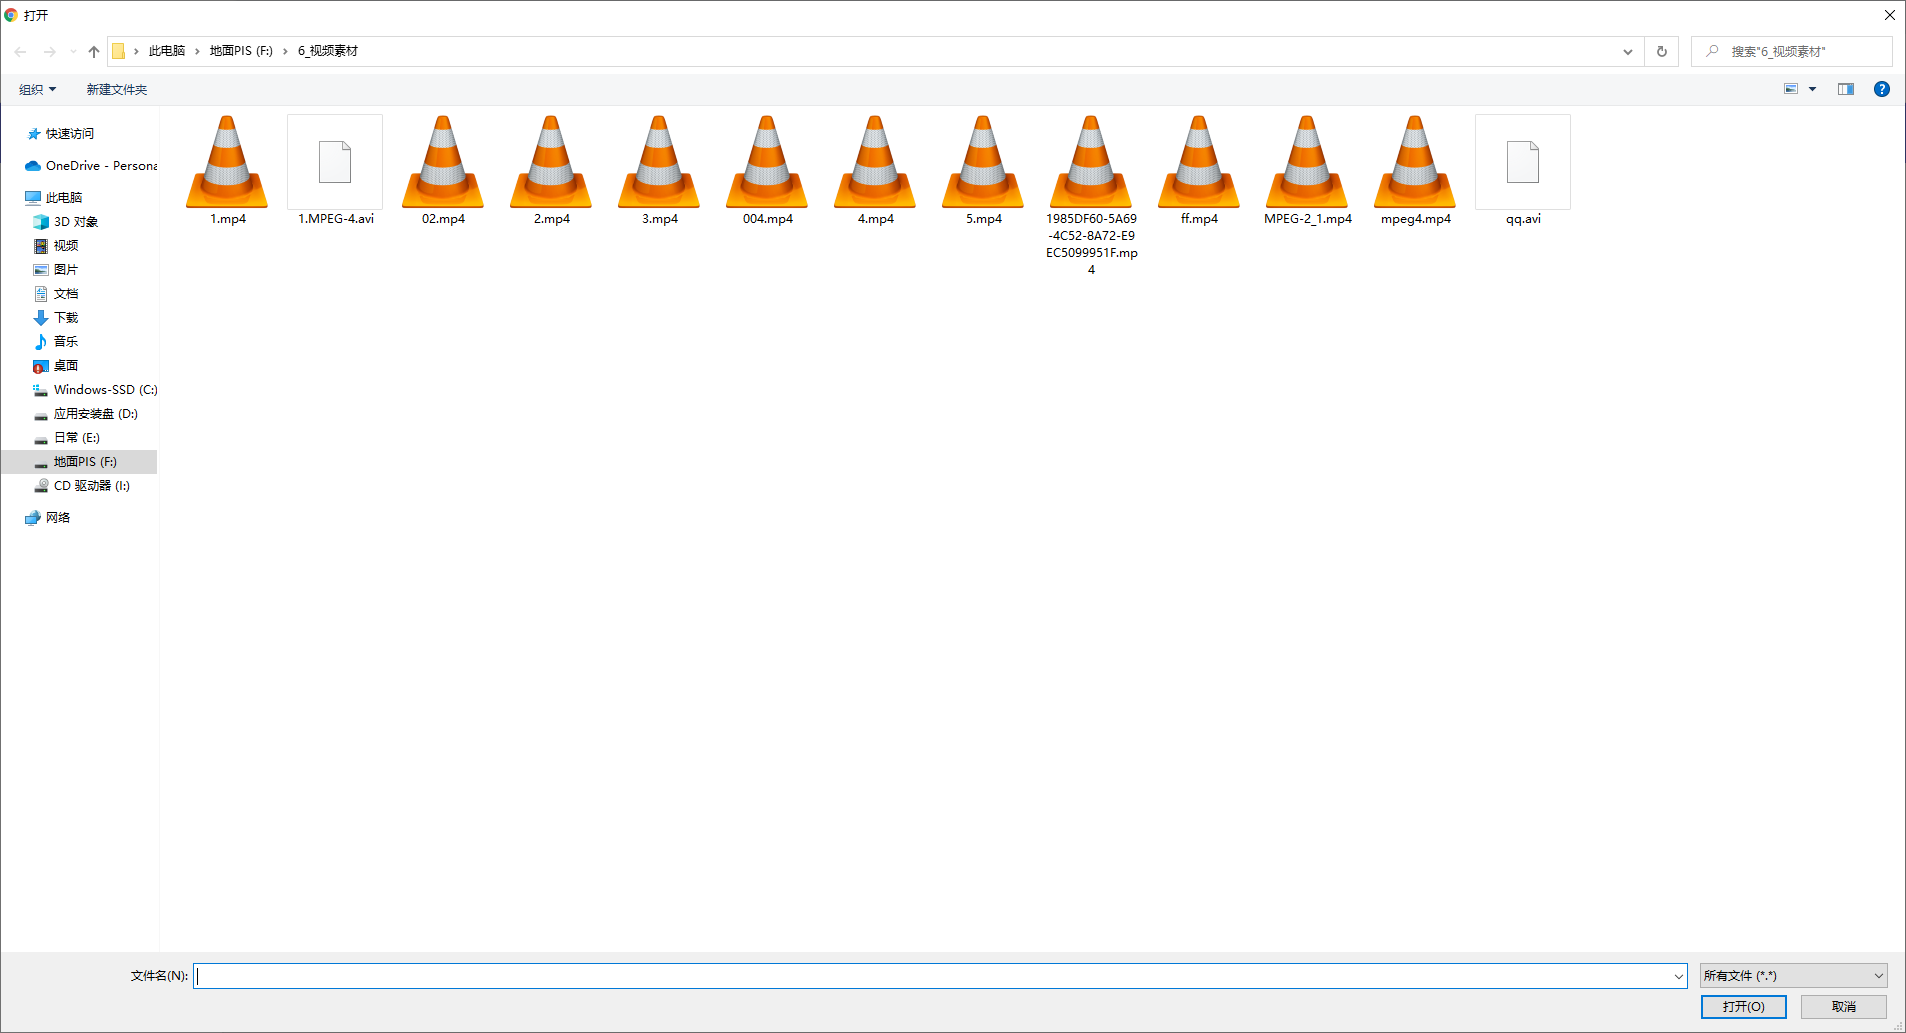 打开
此电脑 地面PIS (F:) 6_视频素材
搜索"6_视频素材"
组织 新建文件夹
快速访问
OneDrive - Persona
此电脑
3D 对象
视频
图片
文档
下载
音乐
桌面
Windows-SSD (C:)
应用安装盘 (D:)
日常 (E:)
地面PIS (F:)
CD 驱动器 (I:)
网络
1.mp4
1.MPEG-4.avi
02.mp4
2.mp4
3.mp4
004.mp4
4.mp4
5.mp4
1985DF60-5A69
-4C52-8A72-E9
EC5099951F.mp
4
ff.mp4
MPEG-2_1.mp4
mpeg4.mp4
qq.avi
文件名(N):
所有文件 (*.*)
打开(O)
取消